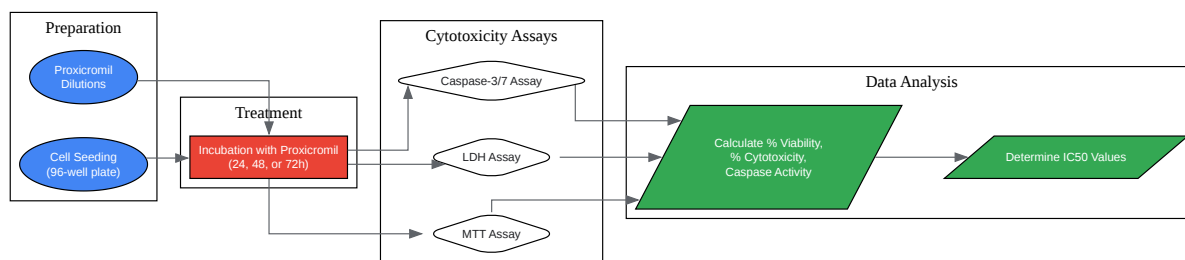 Preparation
Proxicromil
Dilutions
Cell Seeding
(96-well plate)
Treatment
Incubation with Proxicromil
(24, 48, or 72h)
Cytotoxicity Assays
Caspase-3/7 Assay
LDH Assay
MTT Assay
Data Analysis
Calculate % Viability,
% Cytotoxicity,
Caspase Activity
Determine IC50 Values